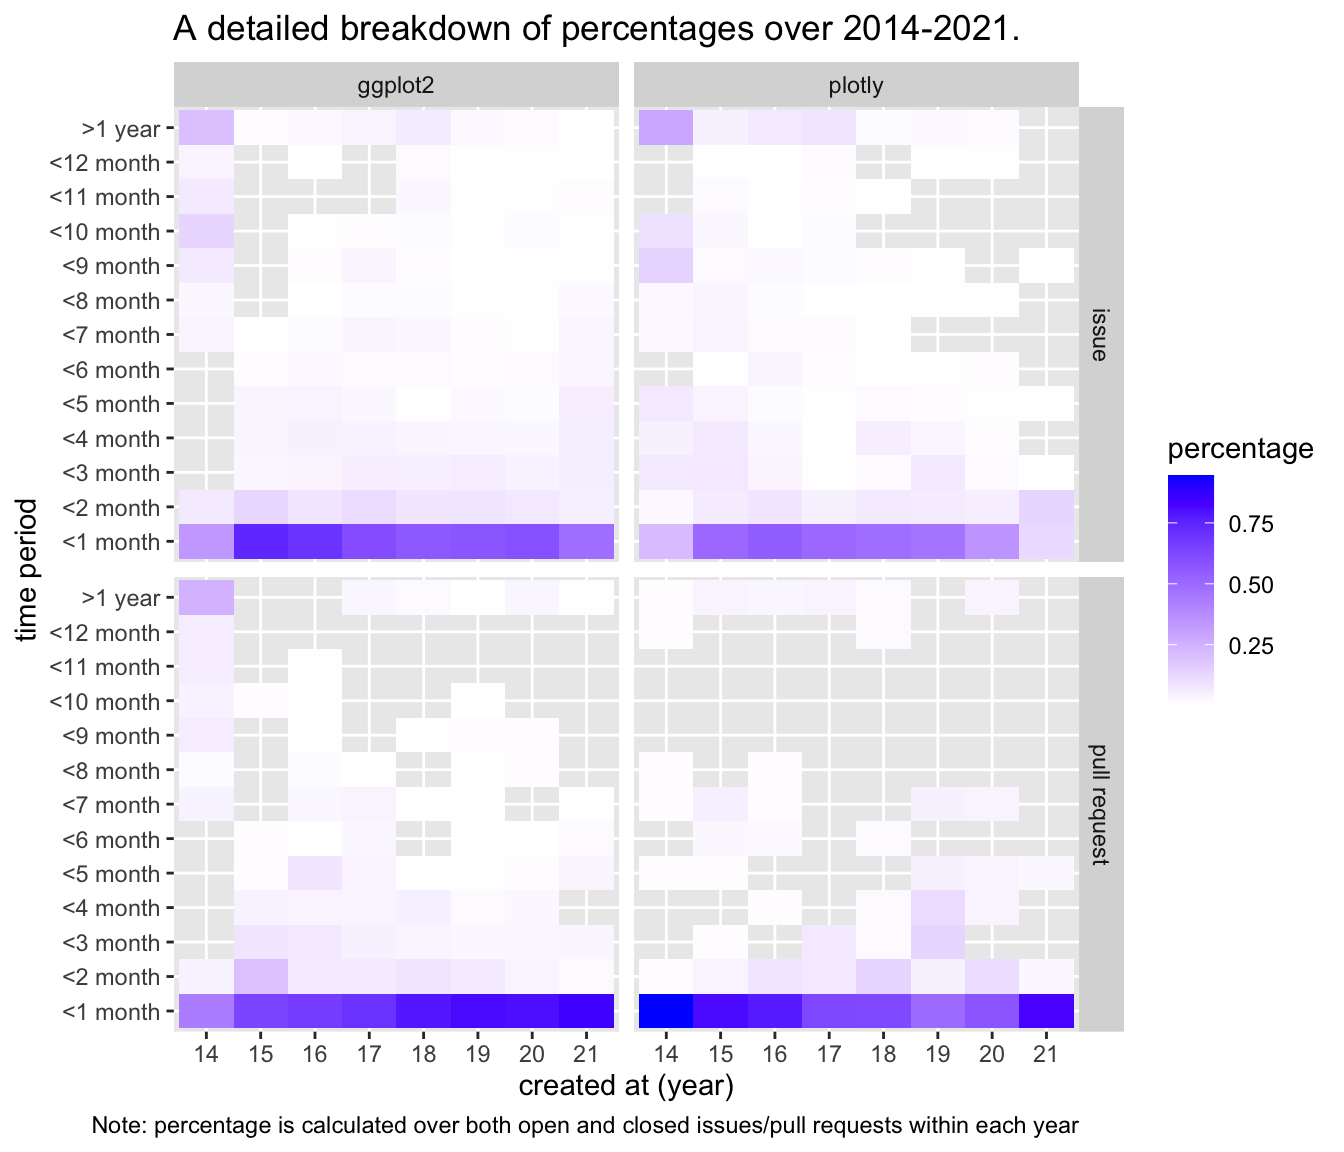 A detailed breakdown of percentages over 2014-2021.
ggplot2
plotly
>1 year
<12 month
<11 month
<10 month
<9 month
<8 month
<7 month
<6 month
<5 month
<4 month
<3 month
<2 month
<1 month
issue
>1 year
<12 month
<11 month
<10 month
<9 month
<8 month
<7 month
<6 month
<5 month
<4 month
<3 month
<2 month
<1 month
pull request
time period
14 15 16 17 18 19 20 21
14 15 16 17 18 19 20 21
created at (year)
percentage
0.75
0.50
0.25
Note: percentage is calculated over both open and closed issues/pull requests within each year